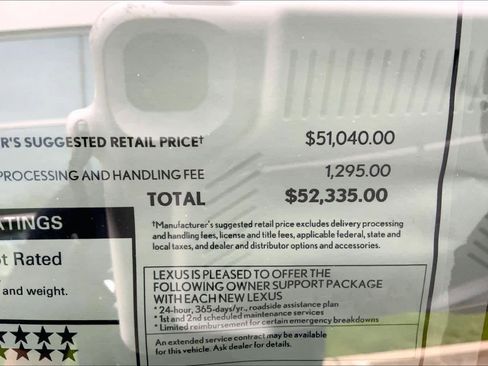 R'S SUGGESTED RETAIL PRICE† $51,040.00
PROCESSING AND HANDLING FEE 1,295.00
TOTAL $52,335.00
†Manufacturer's suggested retail price excludes delivery processing
and handling fees, license and title fees, applicable federal, state and
local taxes, and dealer and distributor options and accessories.
ATINGS
t Rated
and weight.
LEXUS IS PLEASED TO OFFER THE
FOLLOWING OWNER SUPPORT PACKAGE
WITH EACH NEW LEXUS
* 24-hour, 365-days/yr., roadside assistance plan
* 1st and 2nd scheduled maintenance services
* Limited reimbursement for certain emergency breakdowns
An extended service contract may be available
for this vehicle. Ask dealer for details.